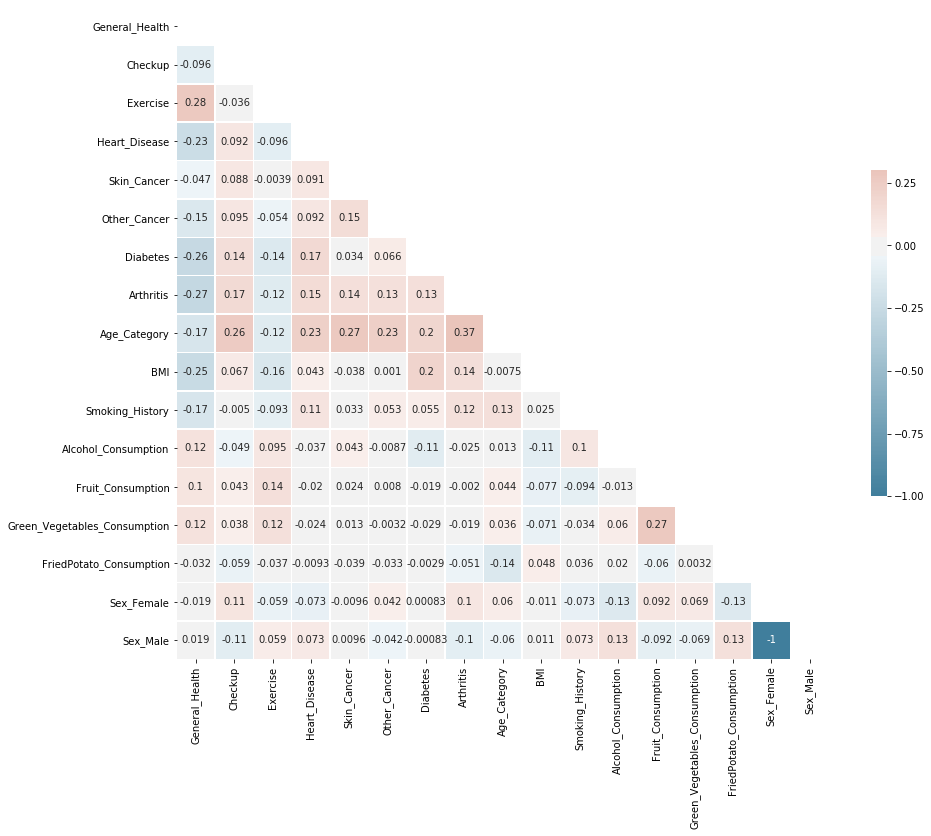 General_Health
Checkup -0.096
Exercise 0.28 -0.036
Heart_Disease -0.23 0.092 -0.096
Skin_Cancer -0.047 0.088 -0.0039 0.091
Other_Cancer -0.15 0.095 -0.054 0.092 0.15
Diabetes -0.26 0.14 -0.14 0.17 0.034 0.066
Arthritis -0.27 0.17 -0.12 0.15 0.14 0.13 0.13
Age_Category -0.17 0.26 -0.12 0.23 0.27 0.23 0.2 0.37
BMI -0.25 0.067 -0.16 0.043 -0.038 0.001 0.2 0.14 -0.0075
Smoking_History -0.17 -0.005 -0.093 0.11 0.033 0.053 0.055 0.12 0.13 0.025
Alcohol_Consumption 0.12 -0.049 0.095 -0.037 0.043 -0.0087 -0.11 -0.025 0.013 -0.11 0.1
Fruit_Consumption 0.1 0.043 0.14 -0.02 0.024 0.008 -0.019 -0.002 0.044 -0.077 -0.094 -0.013
Green_Vegetables_Consumption 0.12 0.038 0.12 -0.024 0.013 -0.0032 -0.029 -0.019 0.036 -0.071 -0.034 0.06 0.27
FriedPotato_Consumption -0.032 -0.059 -0.037 -0.0093 -0.039 -0.033 -0.0029 -0.051 -0.14 0.048 0.036 0.02 -0.06 0.0032
Sex_Female -0.019 0.11 -0.059 -0.073 -0.0096 0.042 0.00083 0.1 0.06 -0.011 -0.073 -0.13 0.092 0.069 -0.13
Sex_Male 0.019 -0.11 0.059 0.073 0.0096 -0.042 -0.00083 -0.1 -0.06 0.011 0.073 0.13 -0.092 -0.069 0.13 -1
General_Health
Checkup
Exercise
Heart_Disease
Skin_Cancer
Other_Cancer
Diabetes
Arthritis
Age_Category
BMI
Smoking_History
Alcohol_Consumption
Fruit_Consumption
Green_Vegetables_Consumption
FriedPotato_Consumption
Sex_Female
Sex_Male
0.25
0.00
−0.25
−0.50
−0.75
−1.00